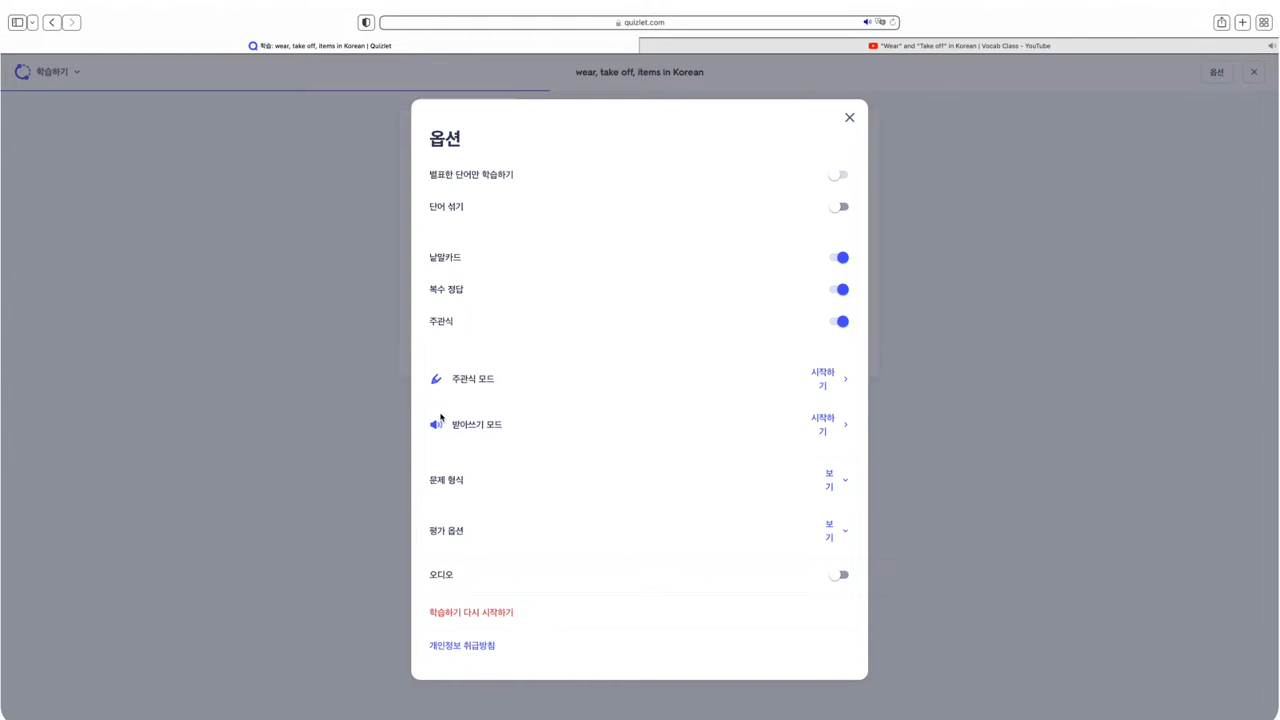 quizlet.com
학습: wear, take off, items in Korean | Quizlet
"Wear" and "Take off" in Korean | Vocab Class - YouTube
학습하기
wear, take off, items in Korean
옵션
옵션
별표한 단어만 학습하기
단어 섞기
낱말카드
복수 정답
주관식
주관식 모드
시작하
기
받아쓰기 모드
시작하
기
문제 형식
보
기
평가 옵션
보
기
오디오
학습하기 다시 시작하기
개인정보 취급방침